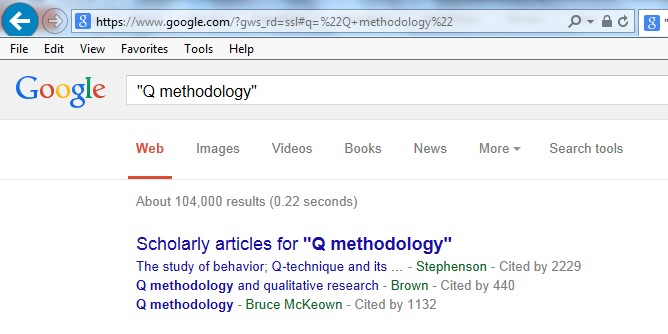 https://www.google.com/?gws_rd=ssl#q=%22Q+methodology%22
File Edit View Favorites Tools Help
Google "Q methodology"
Web Images Videos Books News More Search tools
About 104,000 results (0.22 seconds)
Scholarly articles for "Q methodology"
The study of behavior; Q-technique and its ... - Stephenson - Cited by 2229
Q methodology and qualitative research - Brown - Cited by 440
Q methodology - Bruce McKeown - Cited by 1132